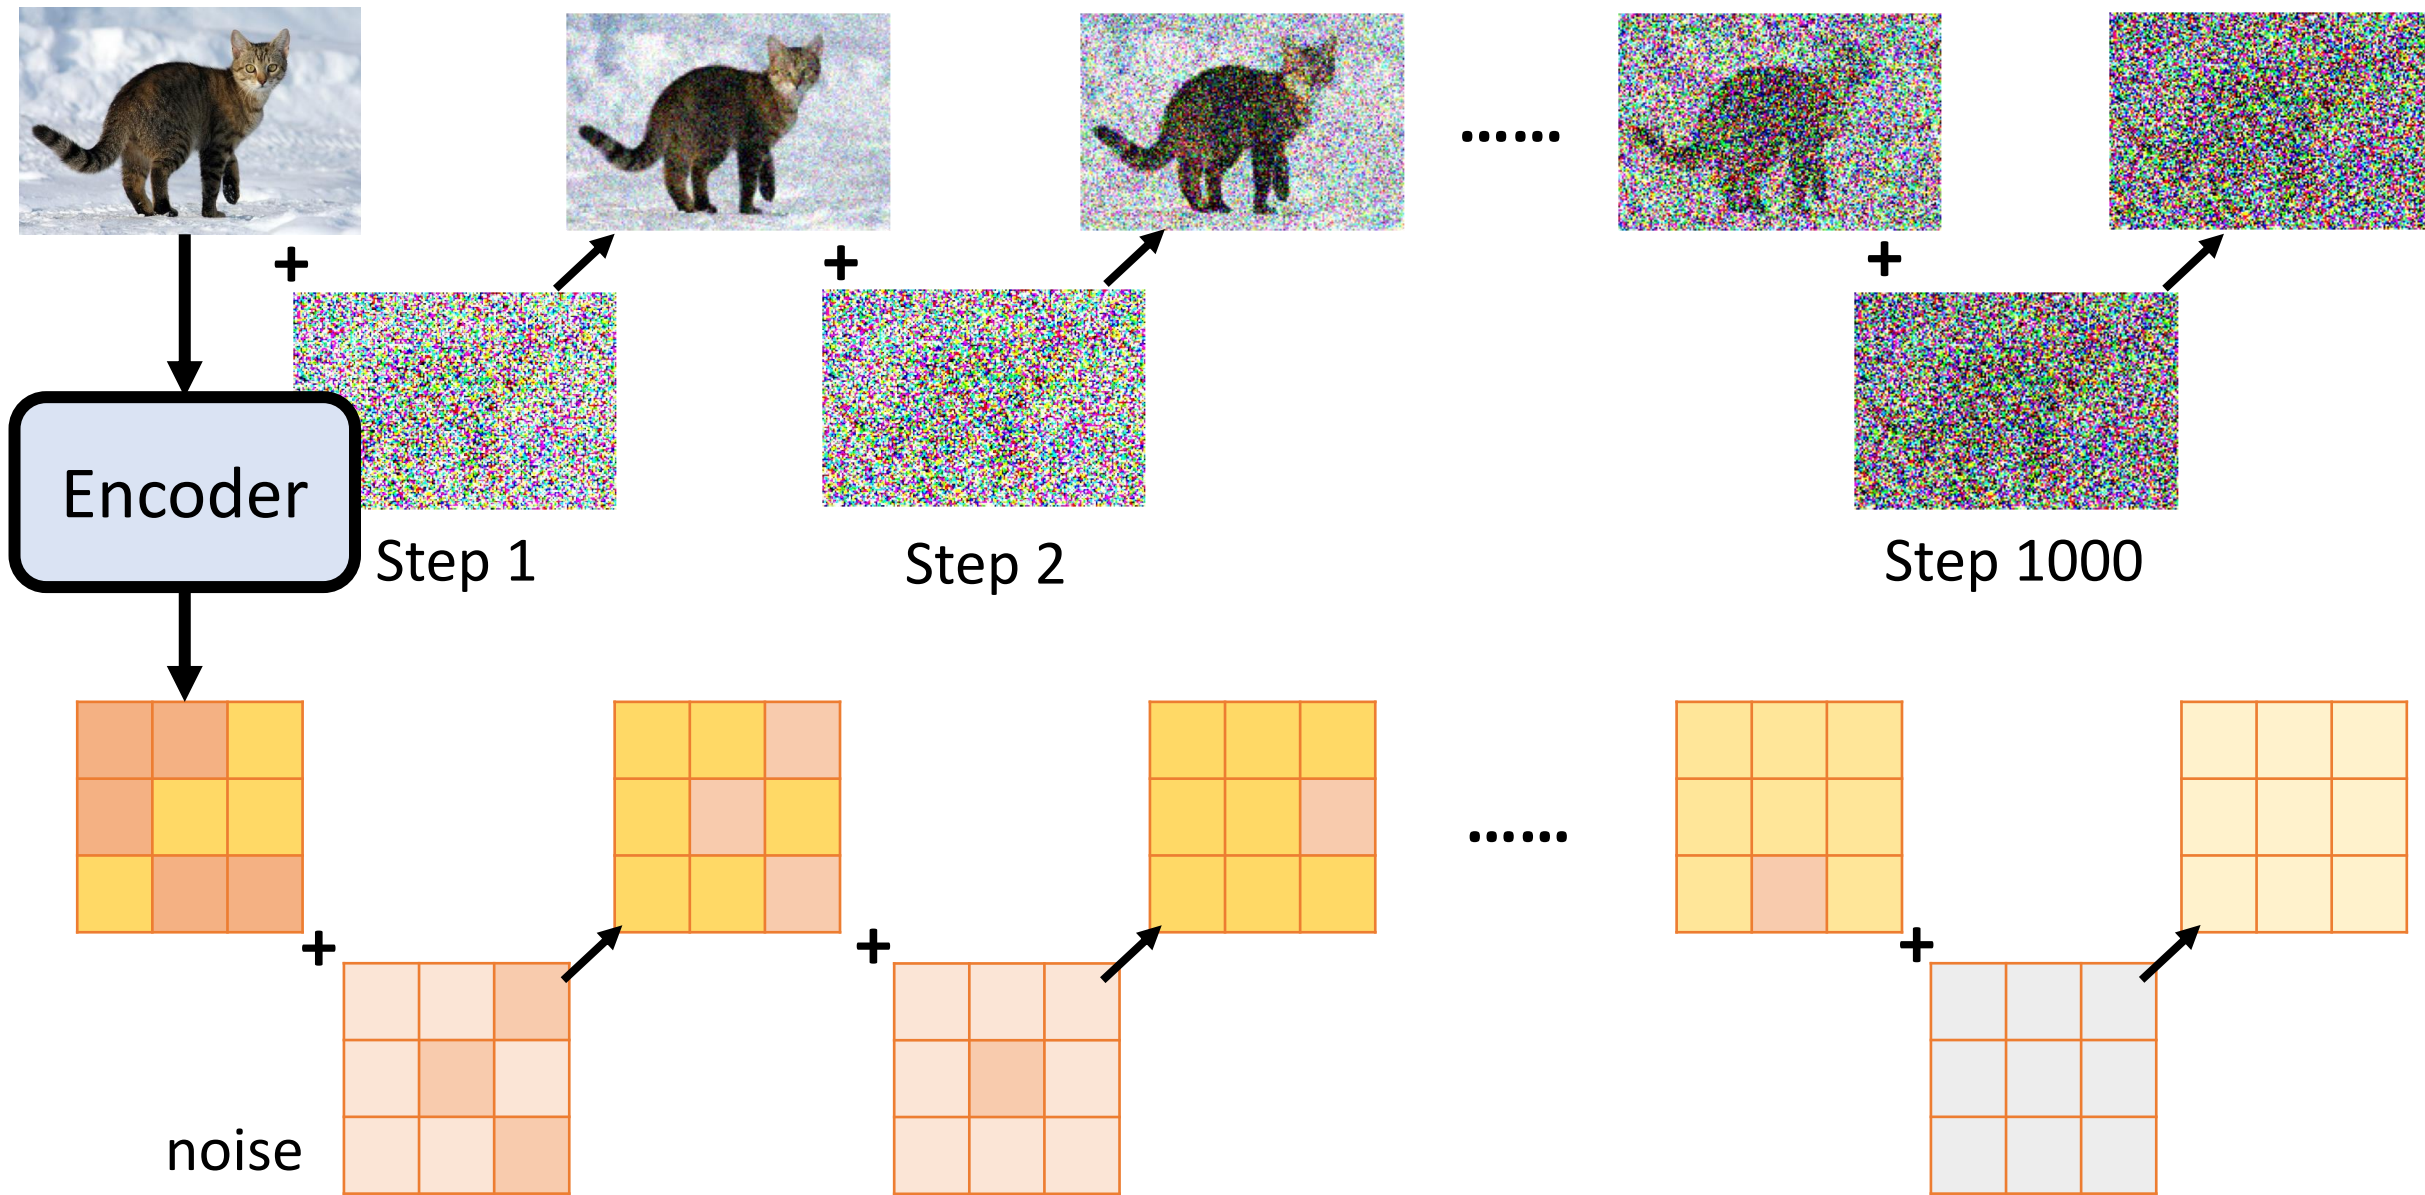 Encoder
Step 1
Step 2
……
Step 1000
……
noise